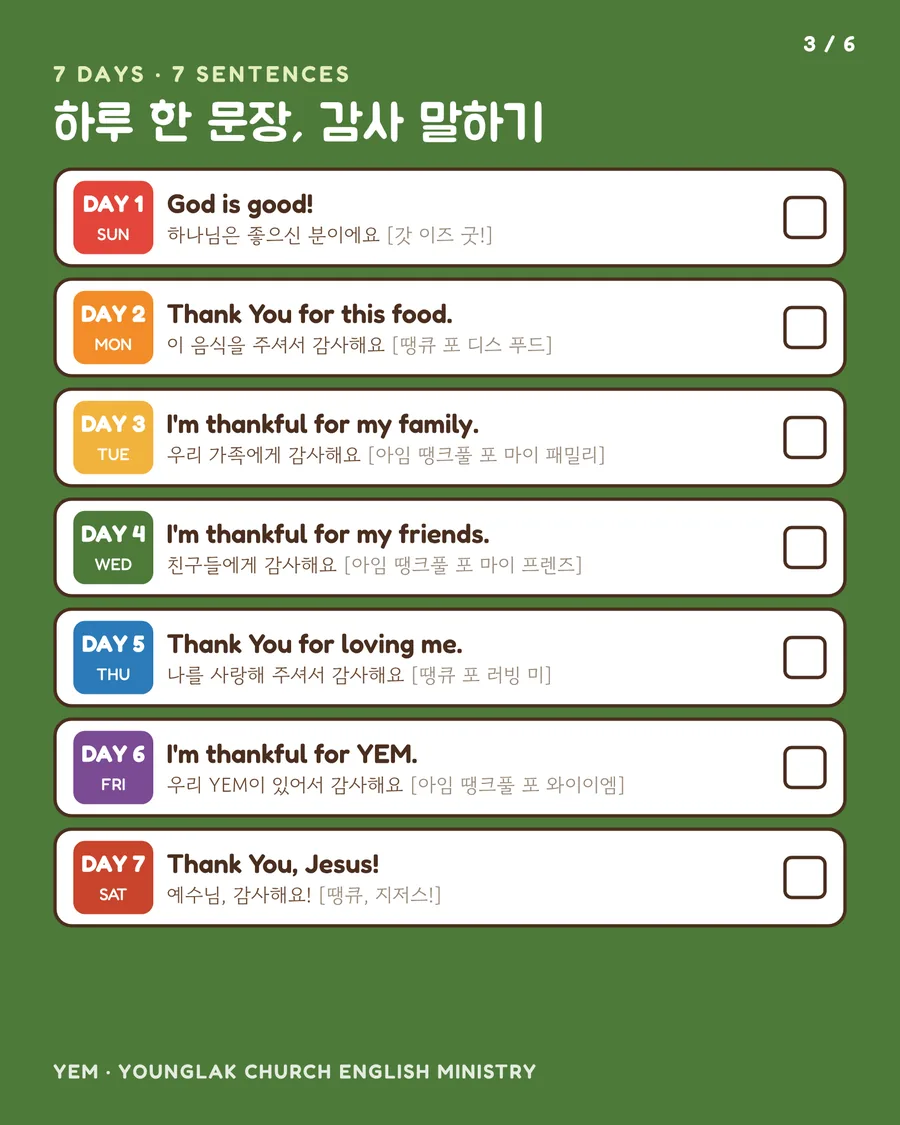 3 / 6
7 DAYS · 7 SENTENCES
하루 한 문장, 감사 말하기
DAY 1
SUN
God is good!
하나님은 좋으신 분이에요 [갓 이즈 굿!]
DAY 2
MON
Thank You for this food.
이 음식을 주셔서 감사해요 [땡큐 포 디스 푸드]
DAY 3
TUE
I'm thankful for my family.
우리 가족에게 감사해요 [아임 땡크풀 포 마이 패밀리]
DAY 4
WED
I'm thankful for my friends.
친구들에게 감사해요 [아임 땡크풀 포 마이 프렌즈]
DAY 5
THU
Thank You for loving me.
나를 사랑해 주셔서 감사해요 [땡큐 포 러빙 미]
DAY 6
FRI
I'm thankful for YEM.
우리 YEM이 있어서 감사해요 [아임 땡크풀 포 와이이엠]
DAY 7
SAT
Thank You, Jesus!
예수님, 감사해요! [땡큐, 지저스!]
YEM · YOUNGLAK CHURCH ENGLISH MINISTRY